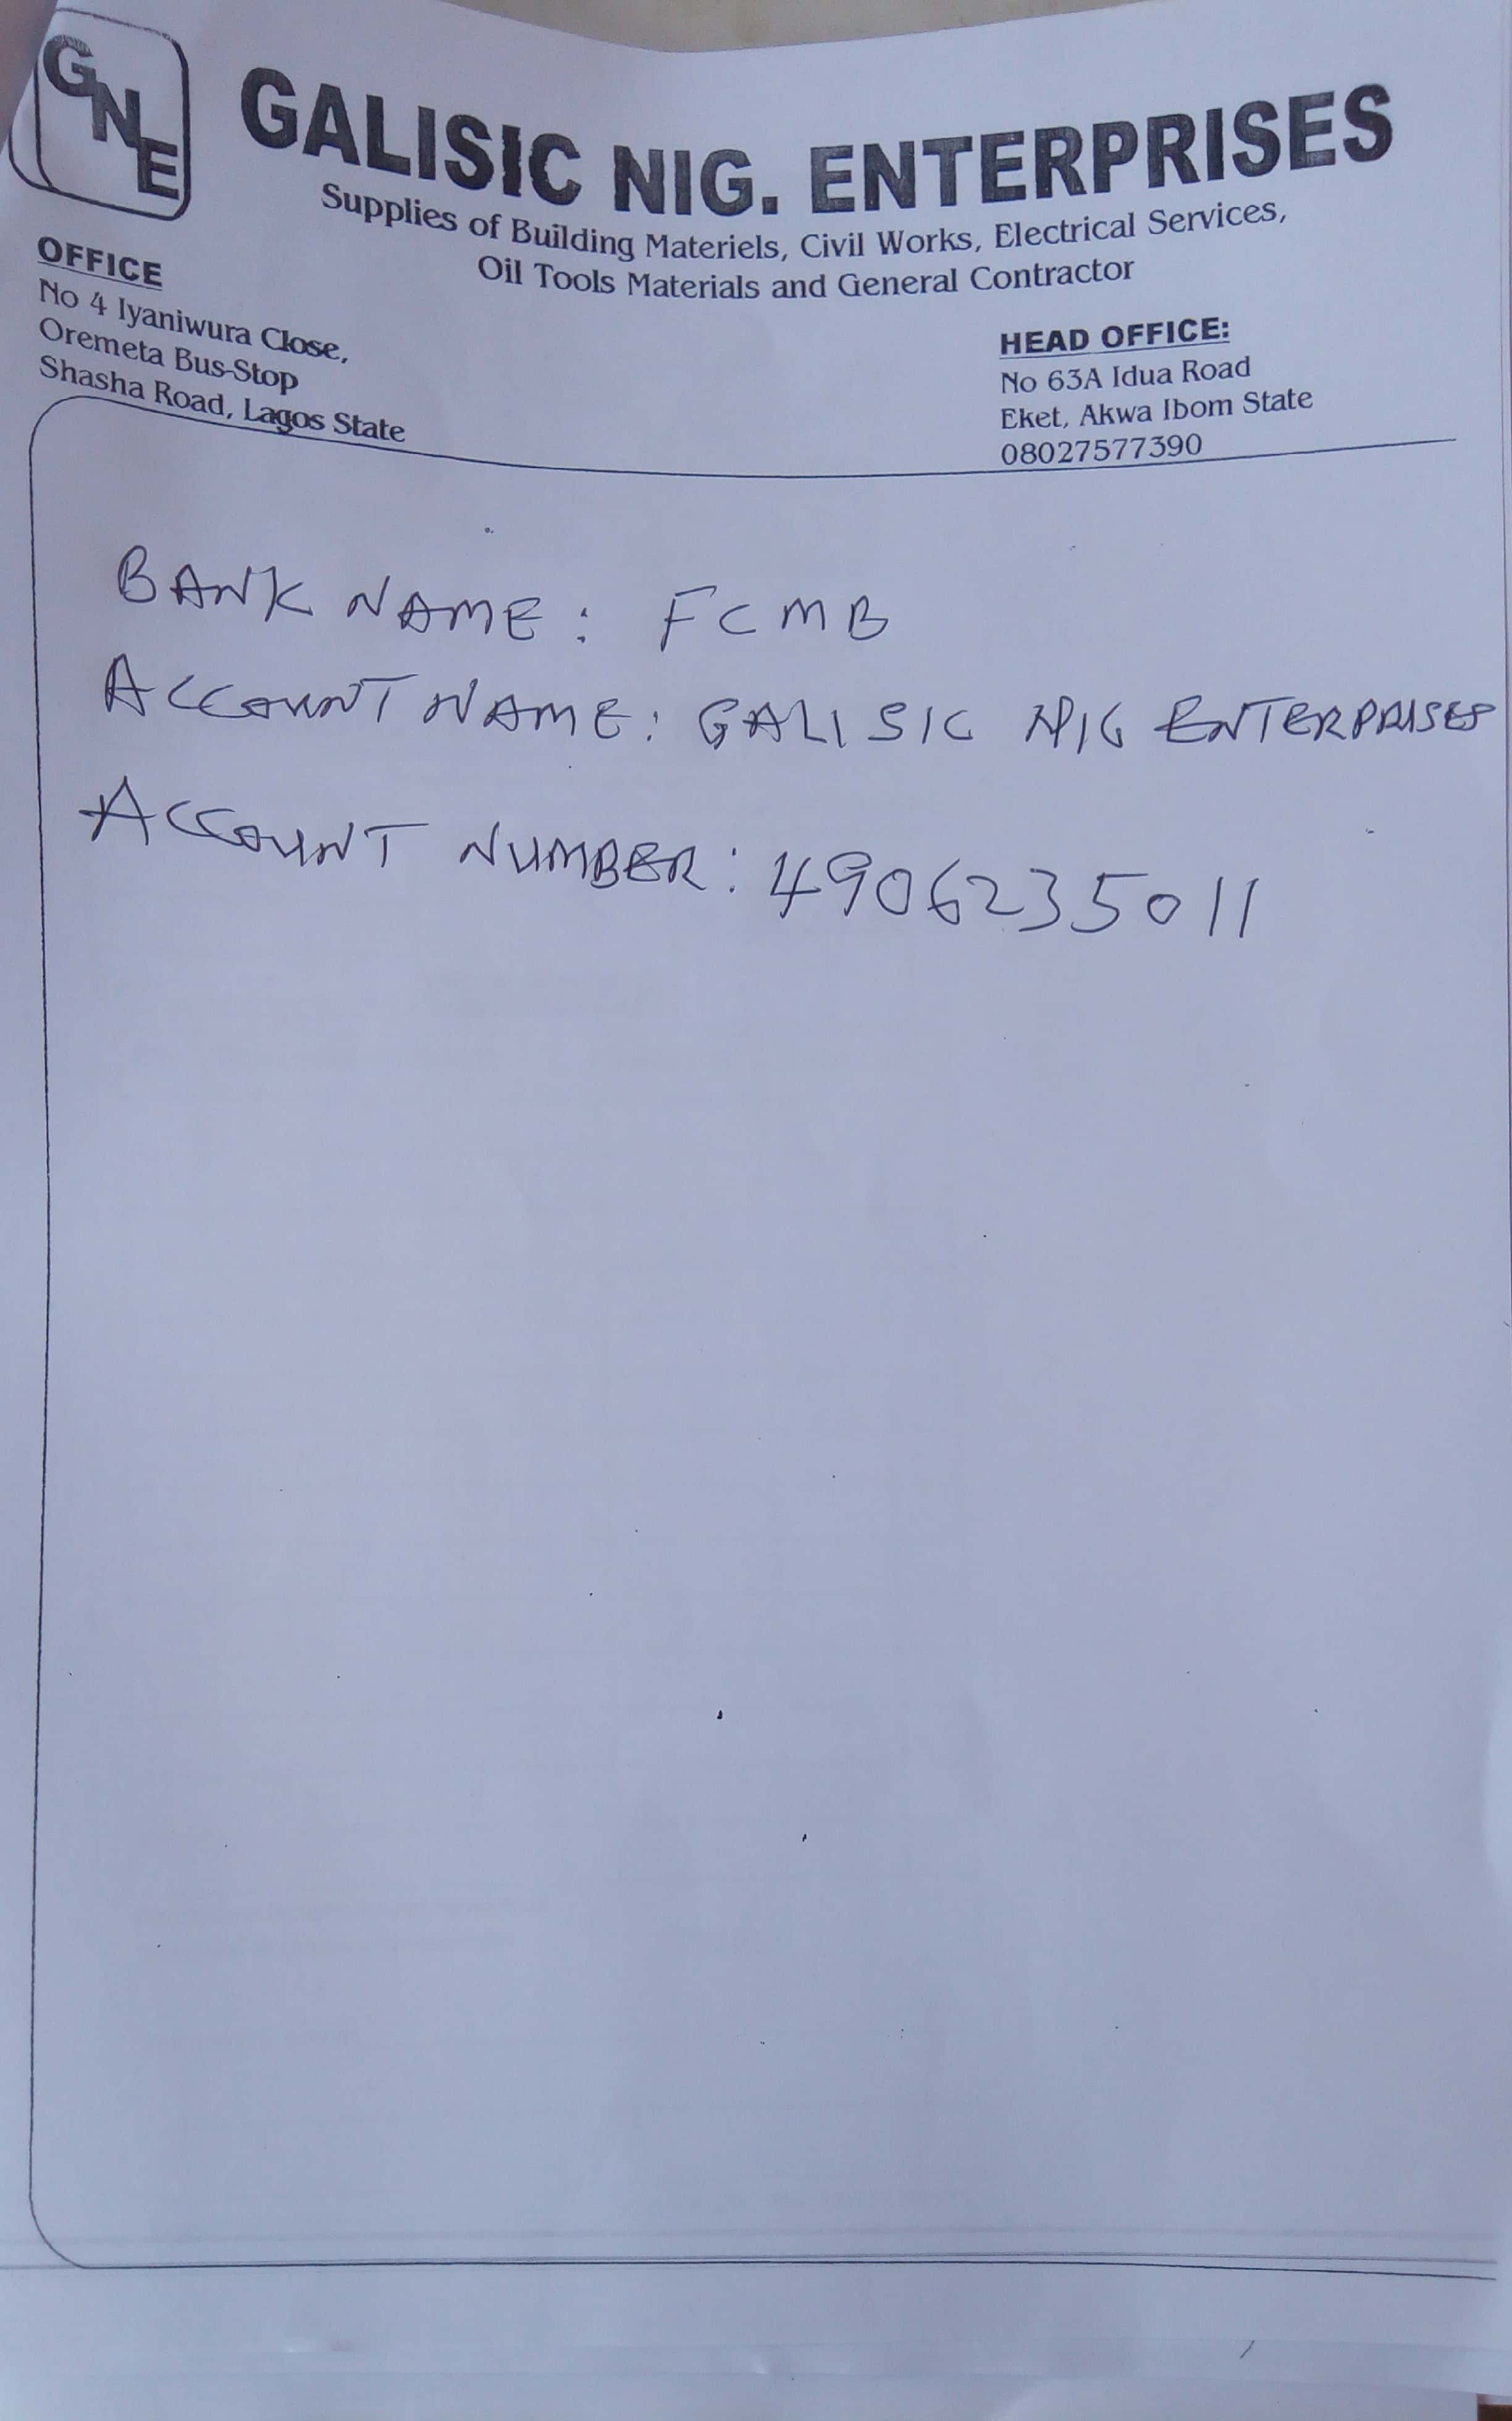 GNE
GALISIC NIG. ENTERPRISES
Supplies of Building Materiels, Civil Works, Electrical Services,
Oil Tools Materials and General Contractor
OFFICE
No 4 Iyaniwura Close,
Oremeta Bus-Stop
Shasha Road, Lagos State
HEAD OFFICE:
No 63A Idua Road
Eket, Akwa Ibom State
08027577390
BANK NAME: FCMB
ACCOUNT NAME: GALISIC NIG ENTERPRISES
ACCOUNT NUMBER: 4906235011